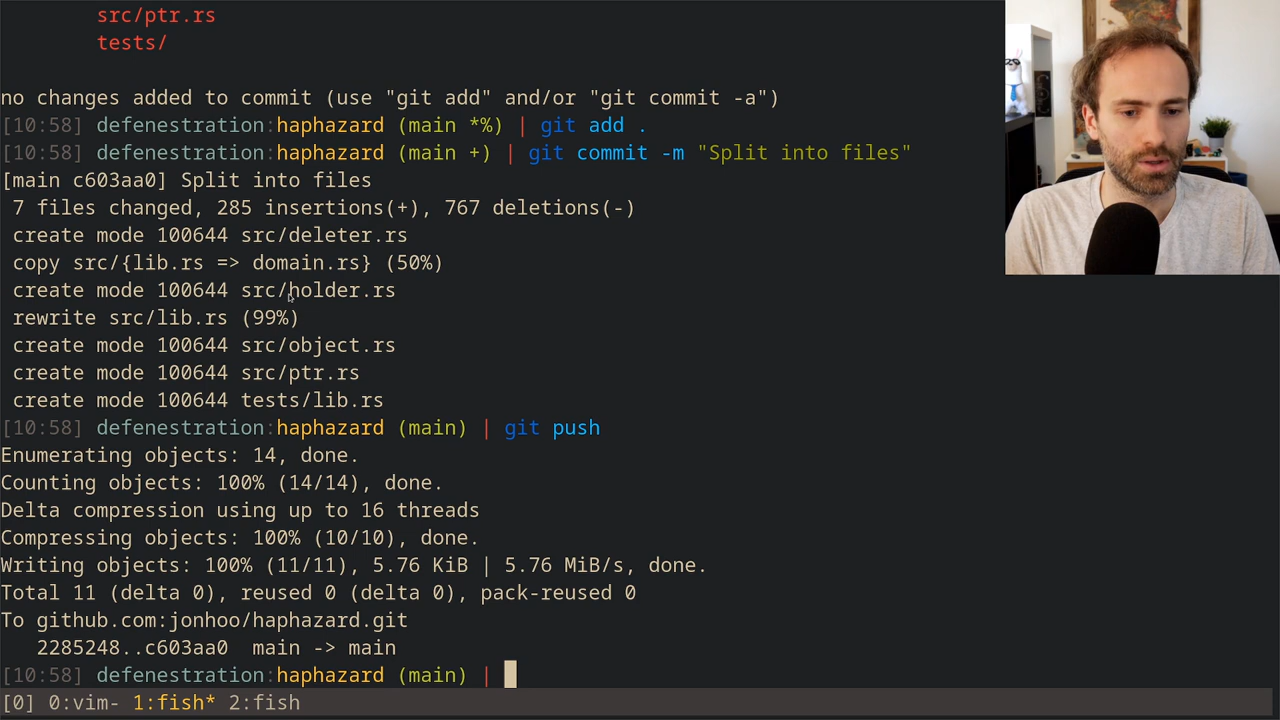 src/ptr.rs
tests/
no changes added to commit (use "git add" and/or "git commit -a")
[10:58] defenestration:haphazard (main *%) | git add .
[10:58] defenestration:haphazard (main +) | git commit -m "Split into files"
[main c603aa0] Split into files
7 files changed, 285 insertions(+), 767 deletions(-)
create mode 100644 src/deleter.rs
copy src/{lib.rs => domain.rs} (50%)
create mode 100644 src/holder.rs
rewrite src/lib.rs (99%)
create mode 100644 src/object.rs
create mode 100644 src/ptr.rs
create mode 100644 tests/lib.rs
[10:58] defenestration:haphazard (main) | git push
Enumerating objects: 14, done.
Counting objects: 100% (14/14), done.
Delta compression using up to 16 threads
Compressing objects: 100% (10/10), done.
Writing objects: 100% (11/11), 5.76 KiB | 5.76 MiB/s, done.
Total 11 (delta 0), reused 0 (delta 0), pack-reused 0
To github.com:jonhoo/haphazard.git
2285248..c603aa0  main -> main
[10:58] defenestration:haphazard (main) |
[0] 0:vim- 1:fish* 2:fish